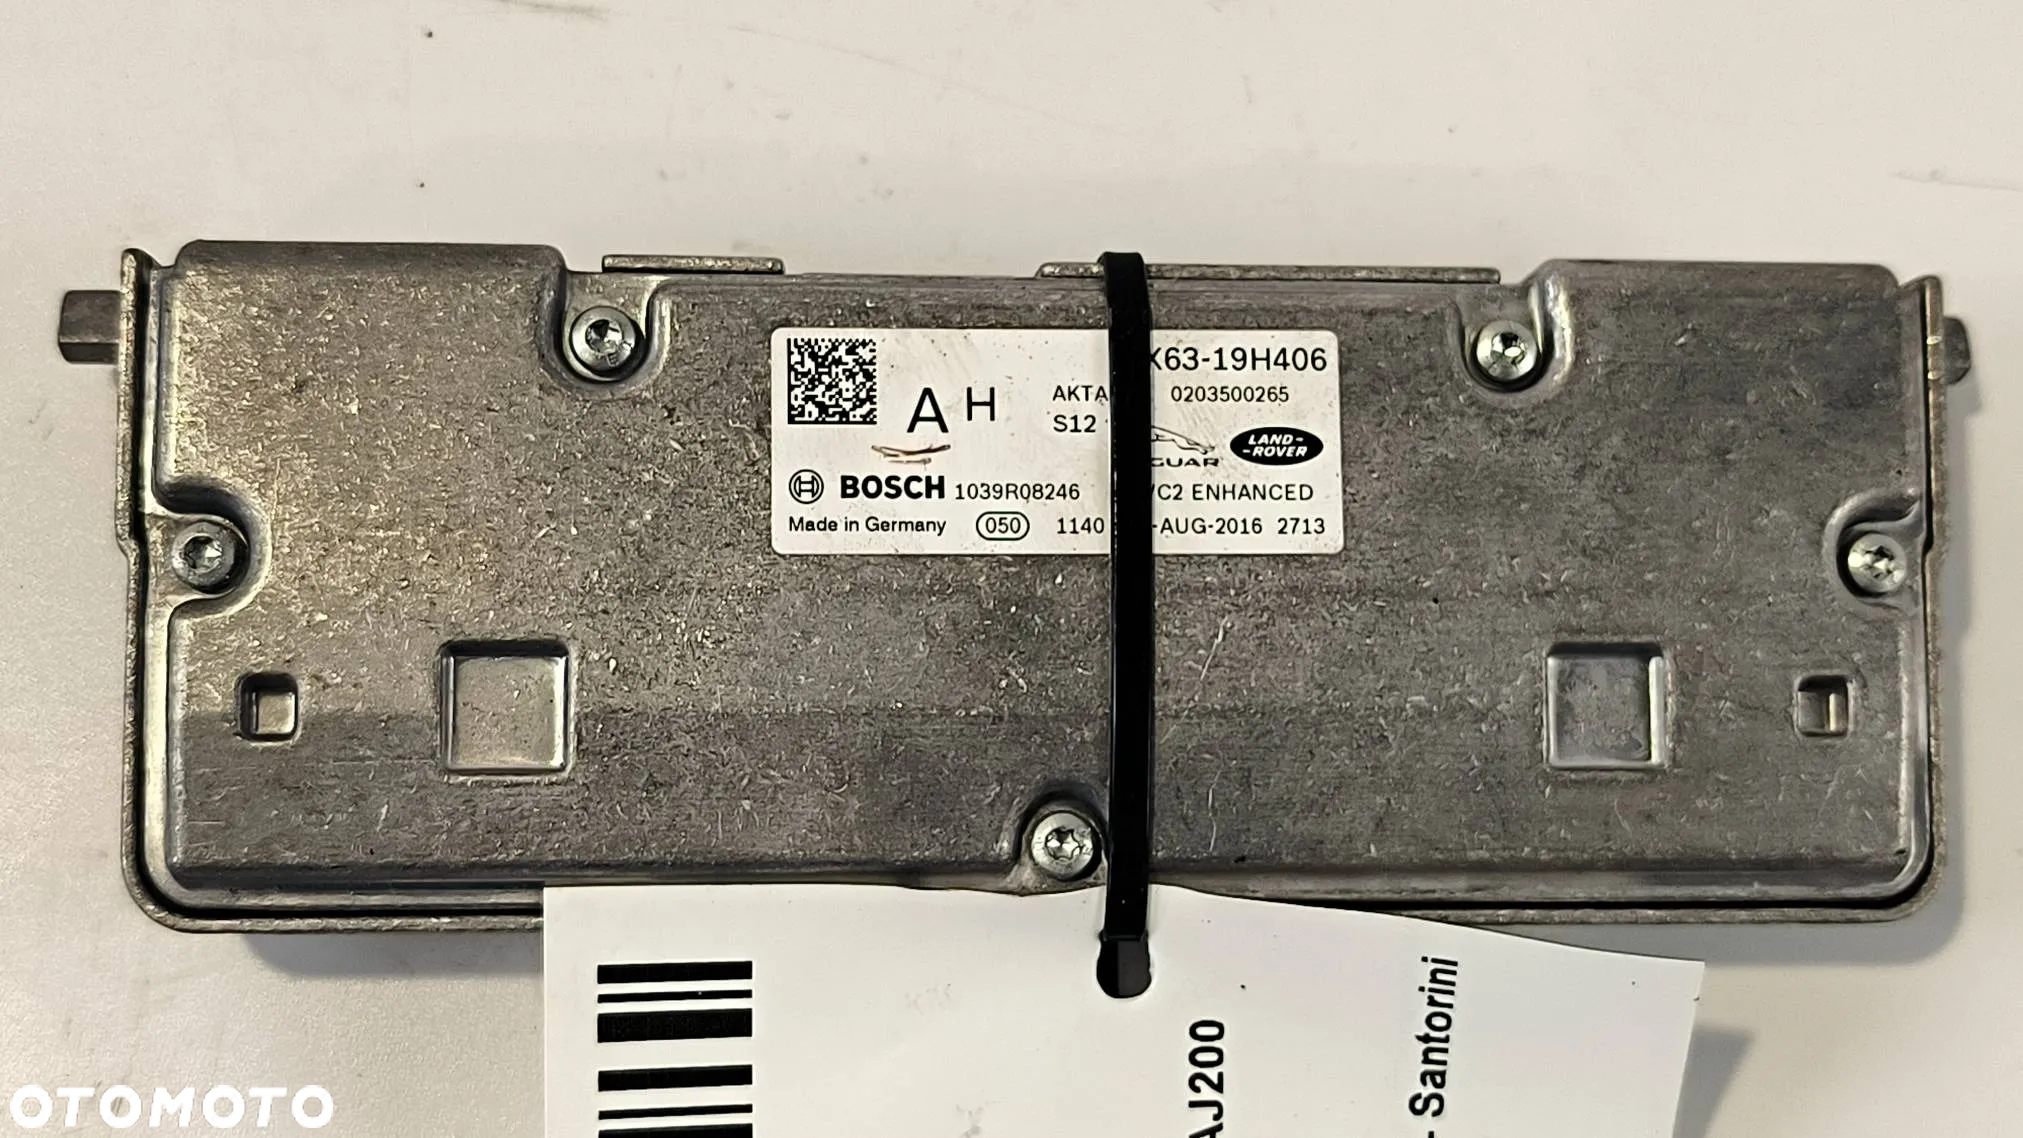 X63-19H406
A H
AKTA
0203500265
S12
GUAR
LAND-
-ROVER
BOSCH 1039R08246
C2 ENHANCED
Made in Germany
050
1140
-AUG-2016 2713
AJ200
- Santorini
OTOMOTO